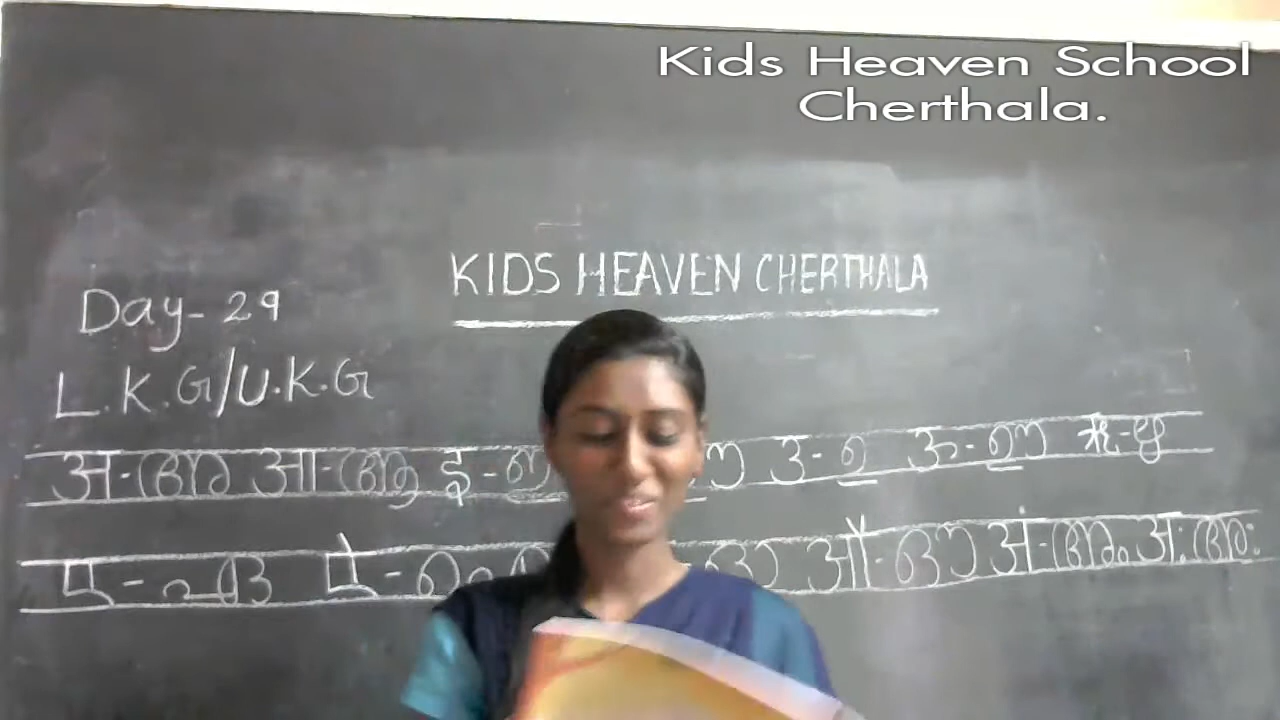 Kids Heaven School
Cherthala.
KIDS HEAVEN CHERTHALA
Day-29
L.K.G/U.K.G
अ-അ आ-ആ इ- उ-ഉ ऊ-ഊ ऋ-ഋ
ए-ഏ ऐ-ഐ औ-ഔ अं-അം अः അഃ